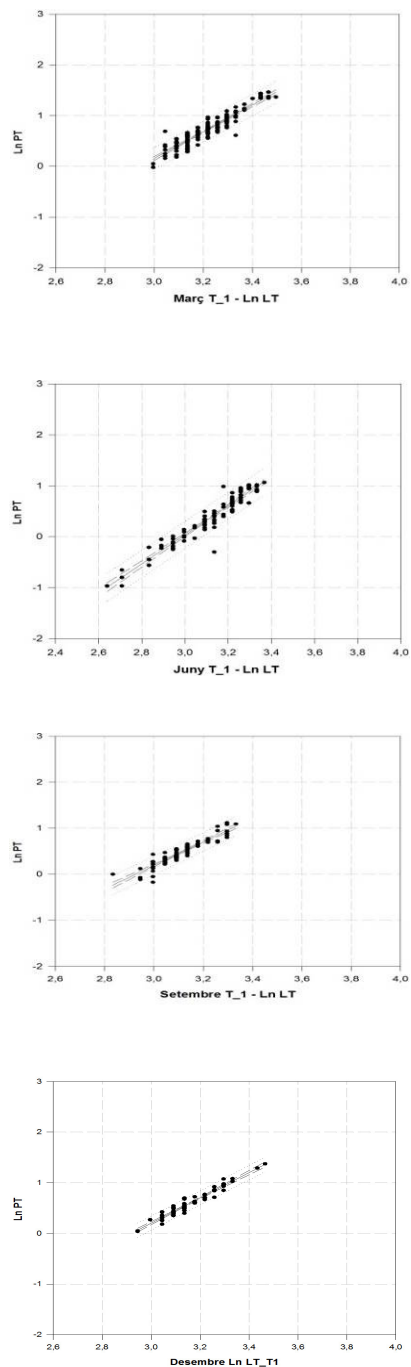 3
2
1
Ln PT
0
-1
-2
2,6 2,8 3,0 3,2 3,4 3,6 3,8 4,0
Març T_1 - Ln LT
3
2
1
Ln PT
0
-1
-2
2,4 2,6 2,8 3,0 3,2 3,4 3,6 3,8 4,0
Juny T_1 - Ln LT
3
2
1
Ln PT
0
-1
-2
2,6 2,8 3,0 3,2 3,4 3,6 3,8 4,0
Setembre T_1 - Ln LT
3
2
1
Ln PT
0
-1
-2
2,6 2,8 3,0 3,2 3,4 3,6 3,8 4,0
Desembre Ln LT_T1